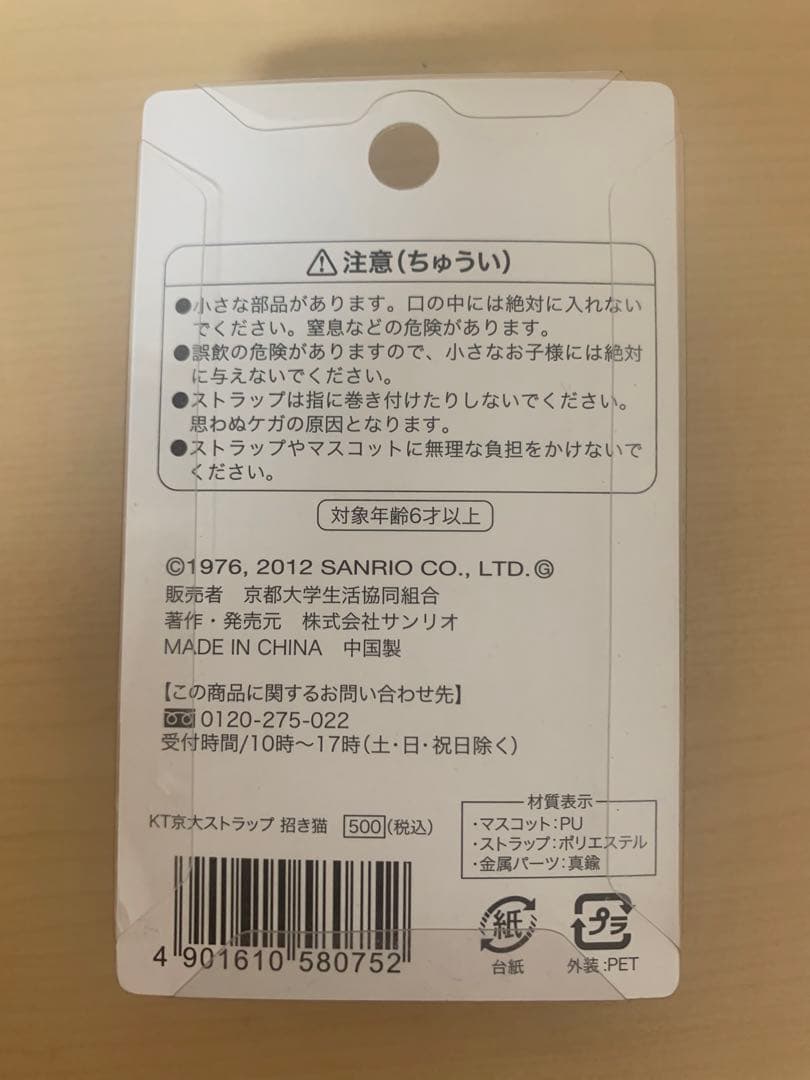 ⚠注意(ちゅうい)
●小さな部品があります。口の中には絶対に入れない
でください。窒息などの危険があります。
●誤飲の危険がありますので、小さなお子様には絶対
に与えないでください。
●ストラップは指に巻き付けたりしないでください。
思わぬケガの原因となります。
●ストラップやマスコットに無理な負担をかけないで
ください。
対象年齢6才以上
©1976, 2012 SANRIO CO., LTD. Ⓖ
販売者 京都大学生活協同組合
著作・発売元 株式会社サンリオ
MADE IN CHINA 中国製
【この商品に関するお問い合わせ先】
0120-275-022
受付時間/10時〜17時(土・日・祝日除く)
KT京大ストラップ 招き猫 500(税込)
材質表示
・マスコット:PU
・ストラップ:ポリエステル
・金属パーツ:真鍮
4 901610 580752
紙
台紙
プラ
外装:PET